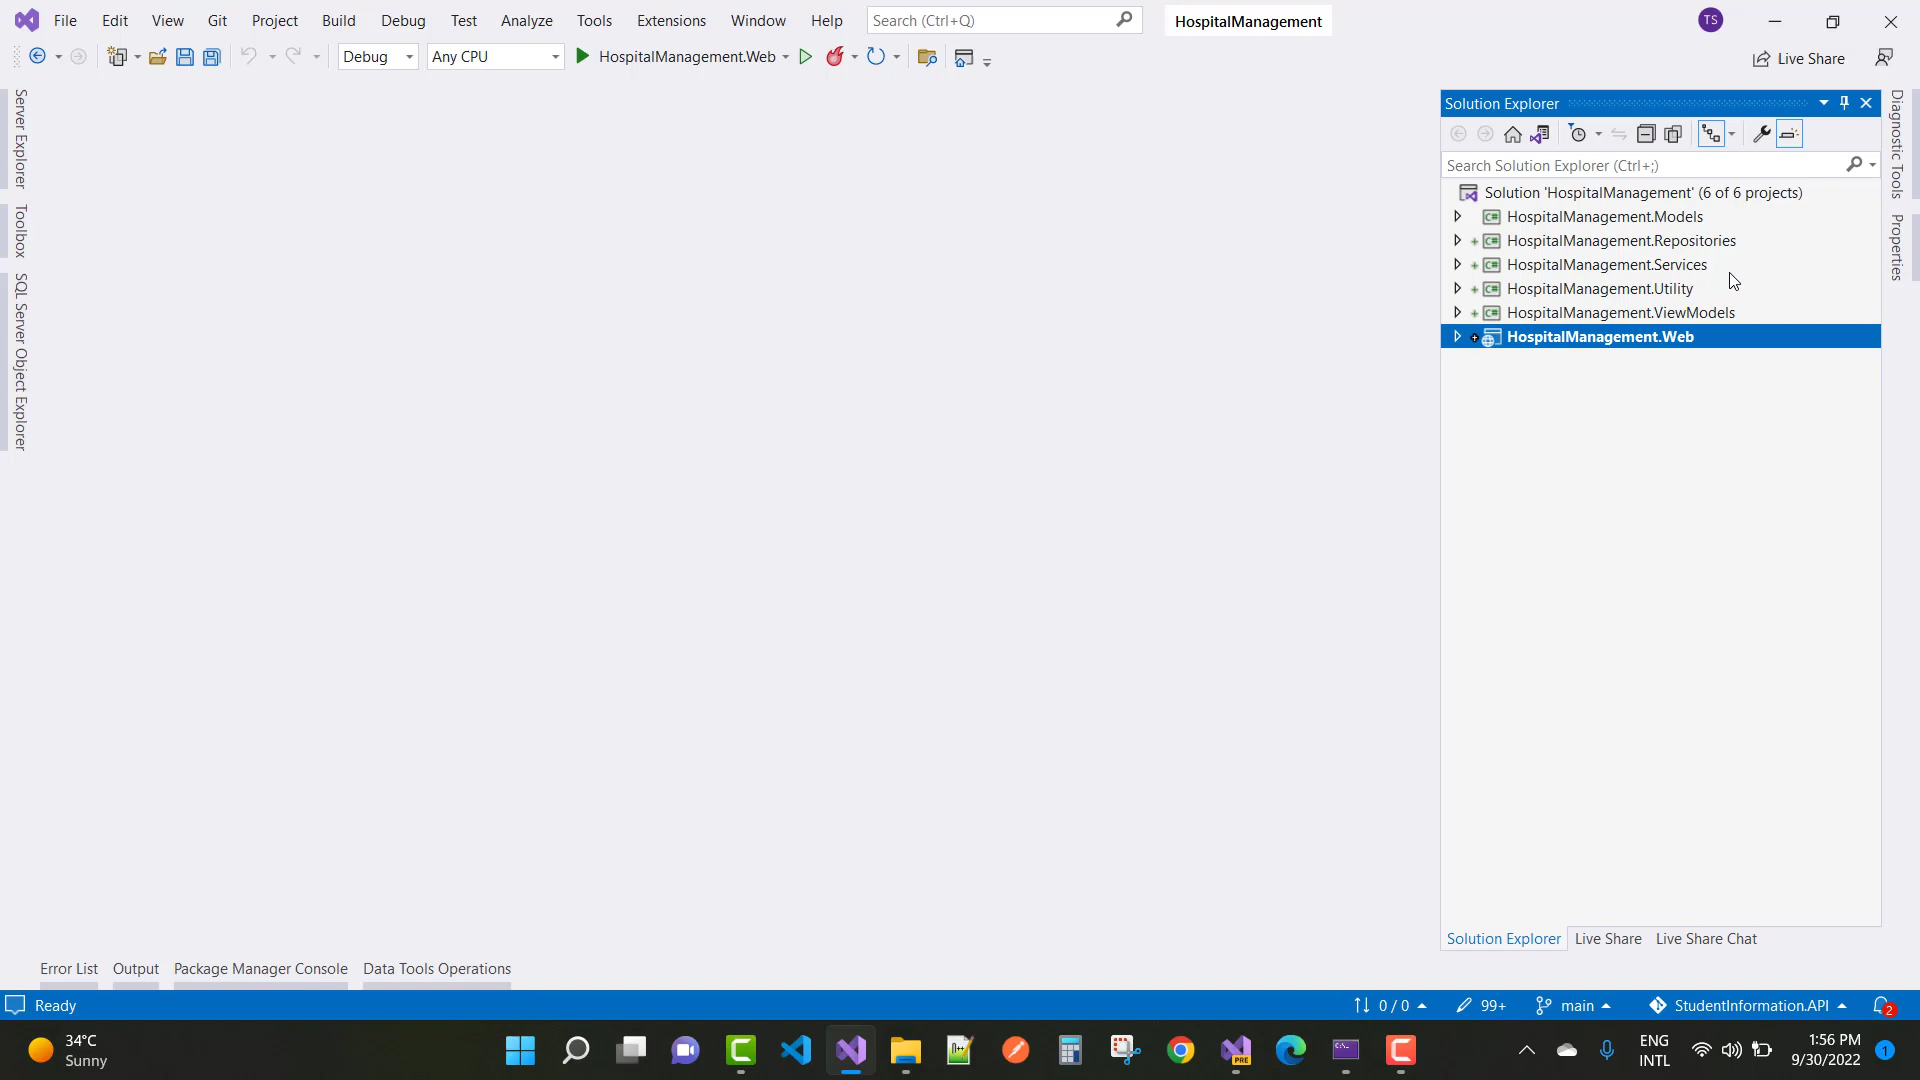 File Edit View Git Project Build Debug Test Analyze Tools Extensions Window Help Search (Ctrl+Q) HospitalManagement TS
Debug Any CPU HospitalManagement.Web Live Share
Server Explorer
Toolbox
SQL Server Object Explorer
Solution Explorer
Search Solution Explorer (Ctrl+;)
Solution 'HospitalManagement' (6 of 6 projects)
HospitalManagement.Models
HospitalManagement.Repositories
HospitalManagement.Services
HospitalManagement.Utility
HospitalManagement.ViewModels
HospitalManagement.Web
Diagnostic Tools
Properties
Solution Explorer Live Share Live Share Chat
Error List Output Package Manager Console Data Tools Operations
Ready 0 / 0 99+ main StudentInformation.API 2
34°C
Sunny
PRE
ENG
INTL
1:56 PM
9/30/2022
1